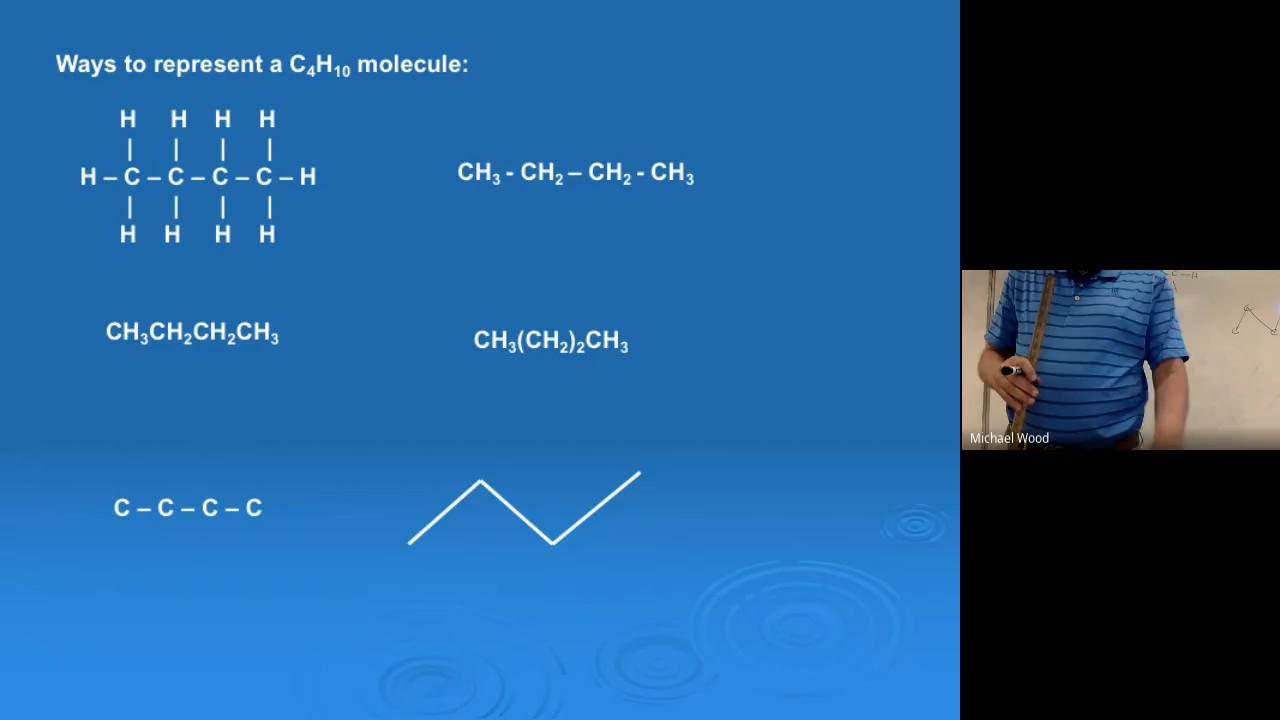 Ways to represent a C₄H₁₀ molecule:
H H H H
| | | |
H – C – C – C – C – H
| | | |
H H H H
CH₃ - CH₂ – CH₂ - CH₃
CH₃CH₂CH₂CH₃
CH₃(CH₂)₂CH₃
C – C – C – C
C - H
Michael Wood